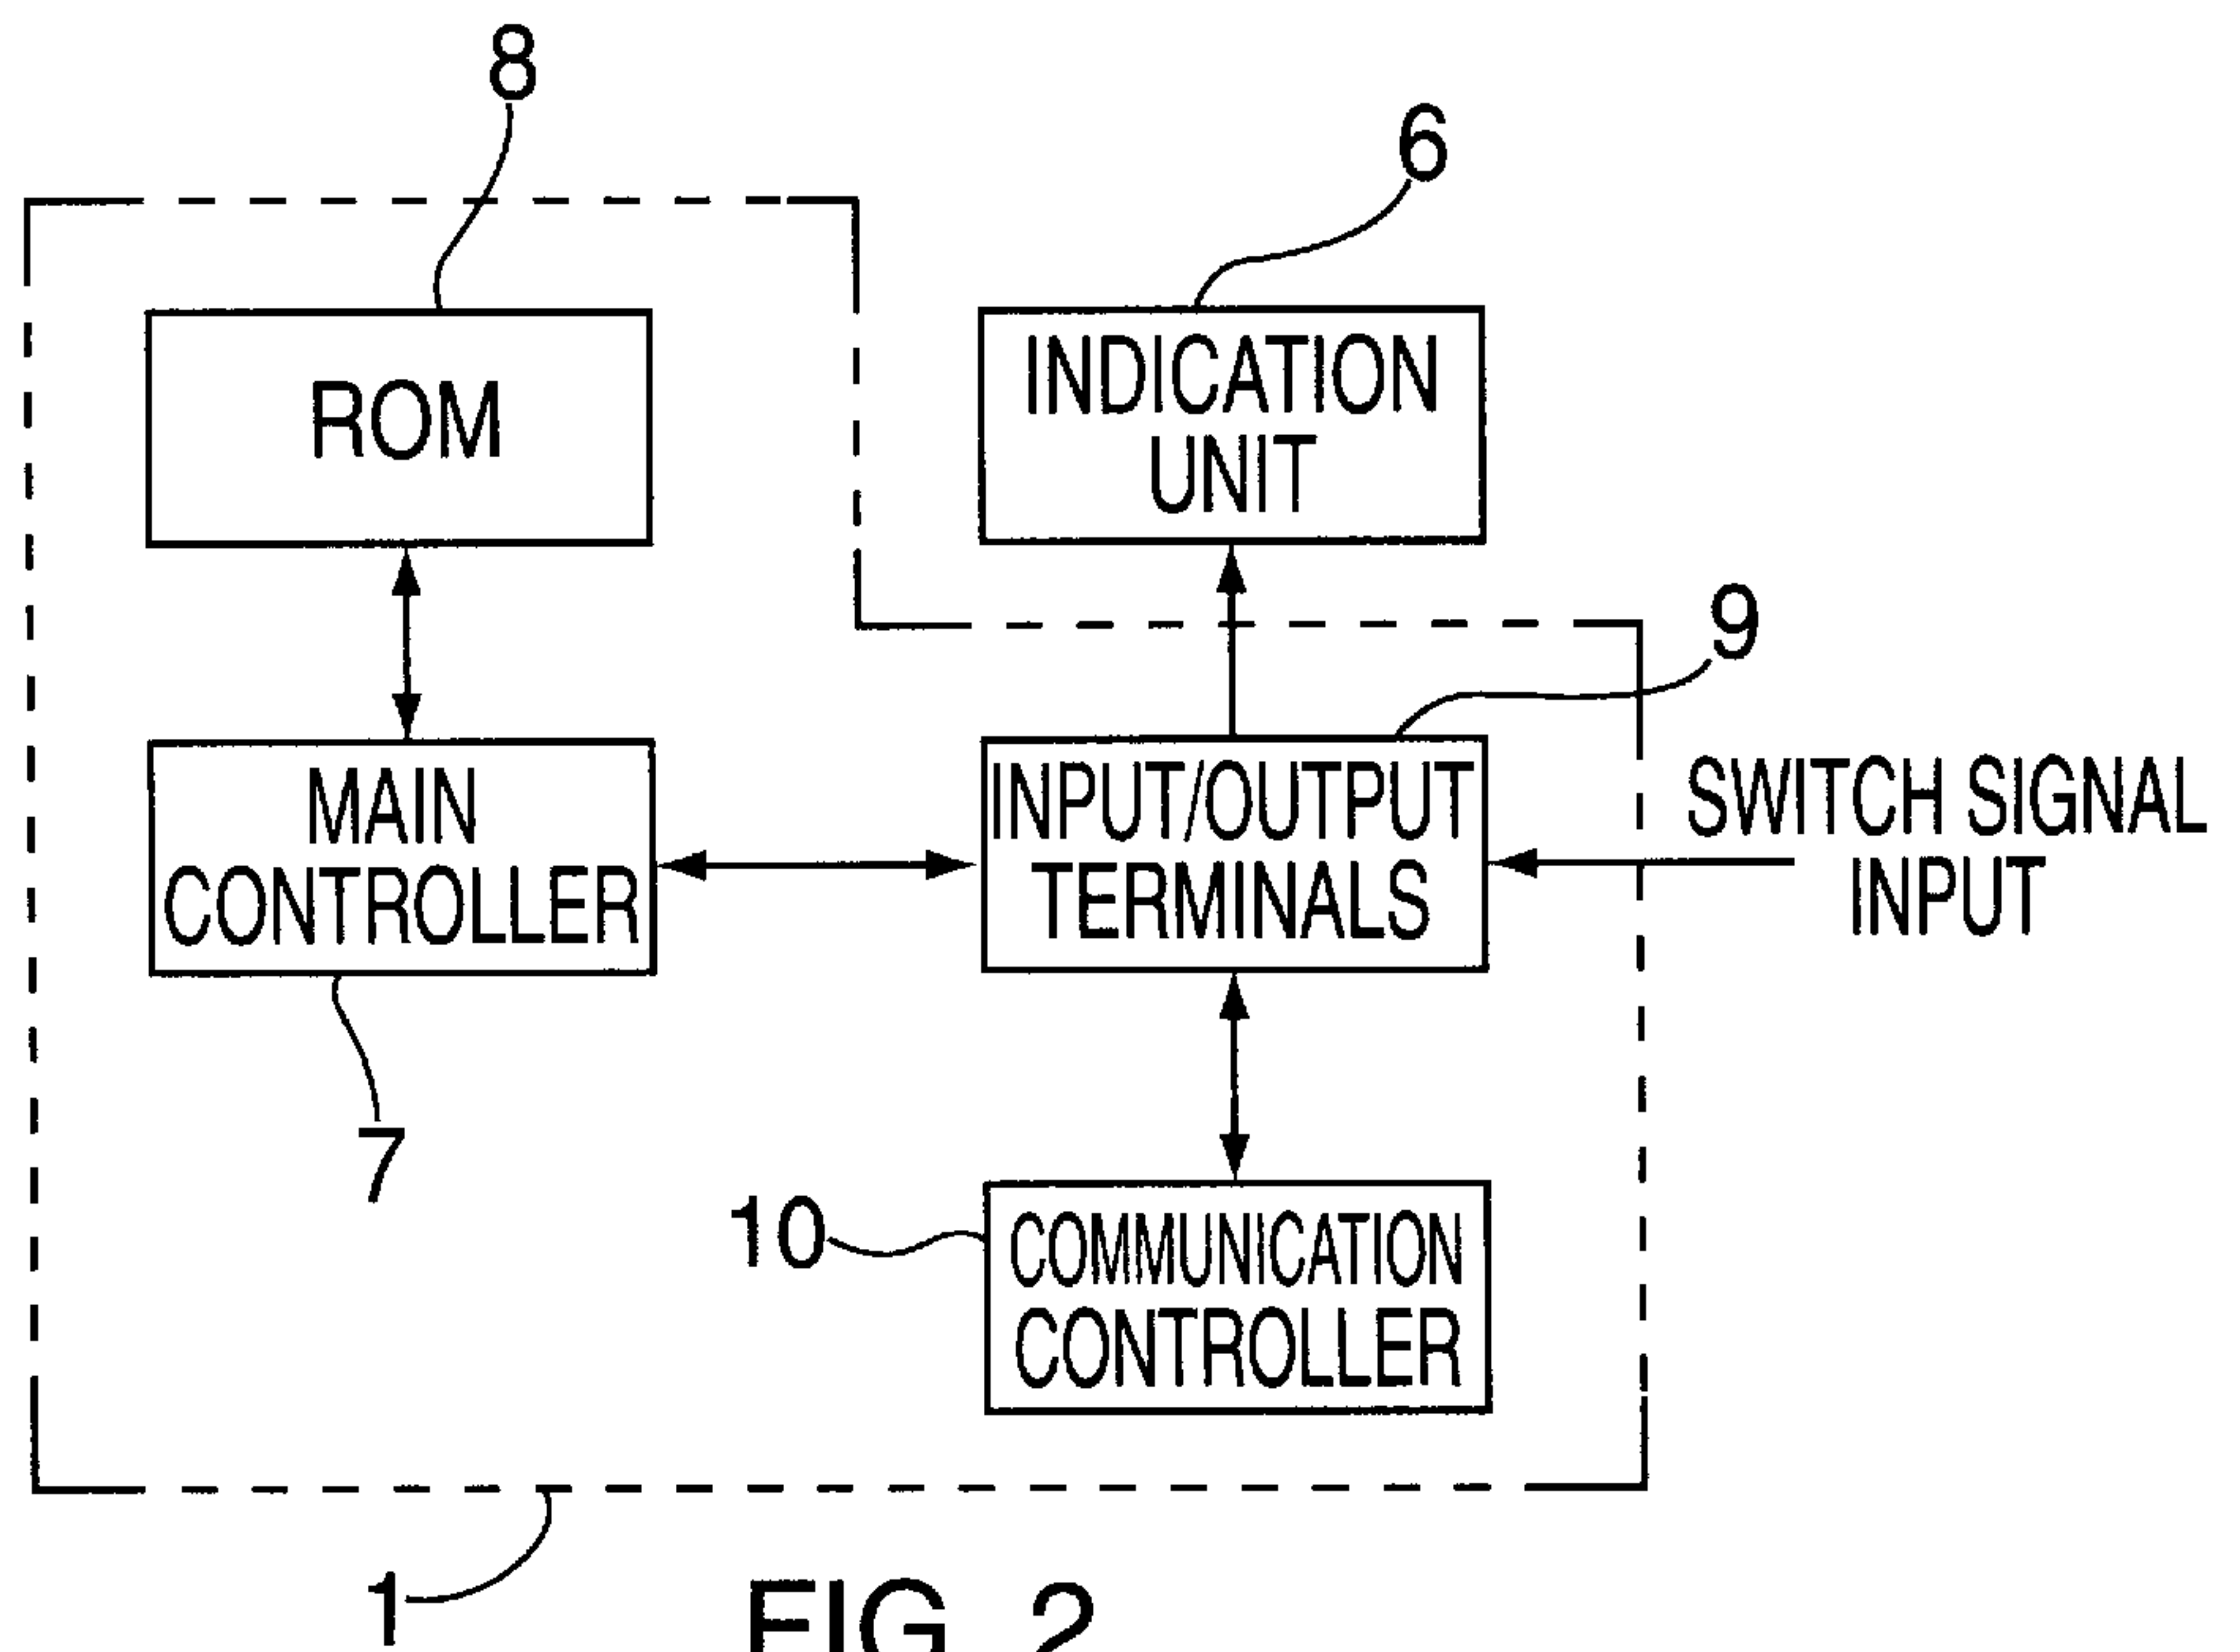 8
6
ROM
INDICATION
UNIT
9
MAIN
CONTROLLER
INPUT/OUTPUT
TERMINALS
SWITCH SIGNAL
INPUT
7
10
COMMUNICATION
CONTROLLER
1
FIG. 2